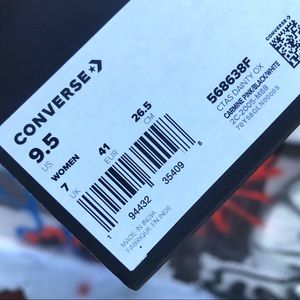 CONVERSE
9.5
US
WOMEN
7
UK
41
EUR
26.5
CM
1 94432 35409 8
MADE IN INDIA
FABRIQUÉ EN INDE
568638F
CTAS DAINTY OX
CARMINE PINK/BLACK/WHITE
CONVERSE